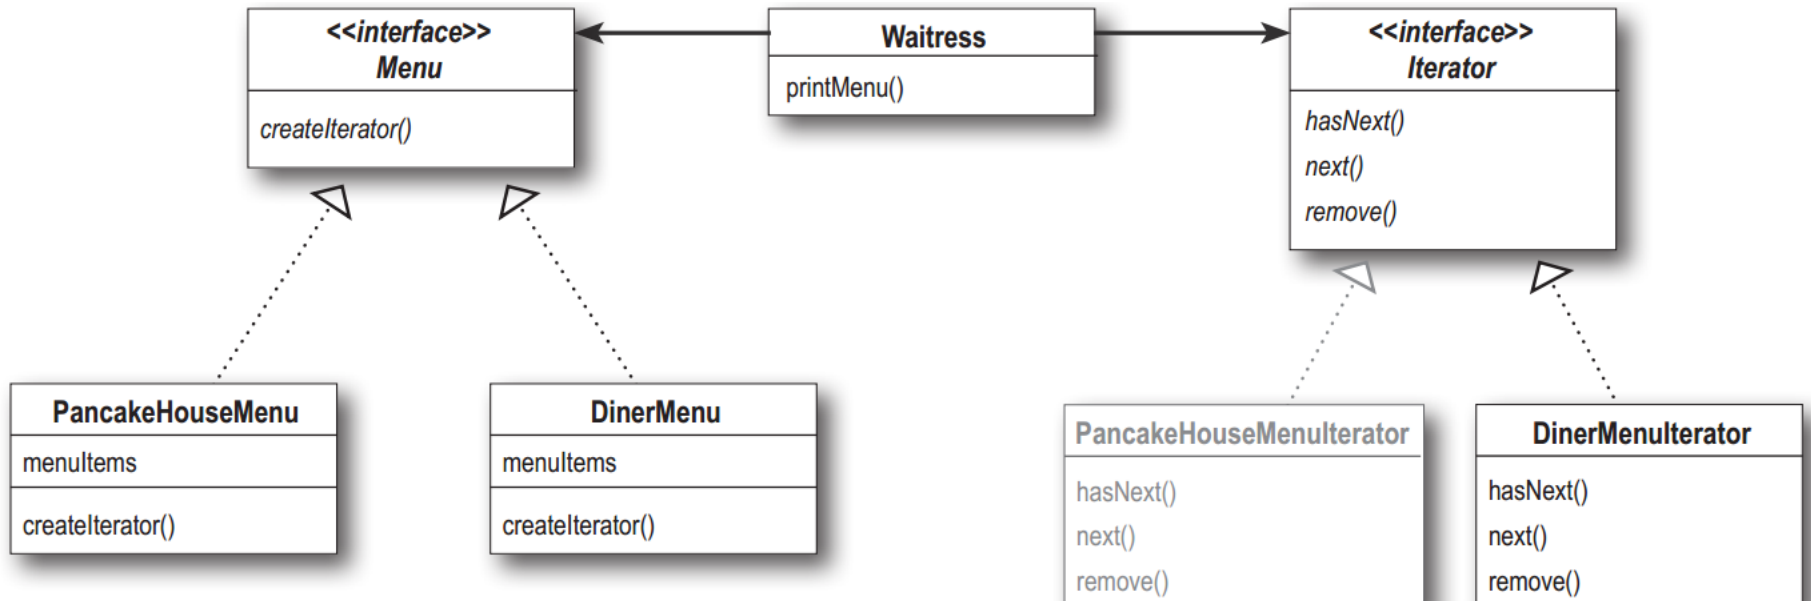 <<interface>>
Menu
createIterator()
Waitress
printMenu()
<<interface>>
Iterator
hasNext()
next()
remove()
PancakeHouseMenu
menuItems
createIterator()
DinerMenu
menuItems
createIterator()
PancakeHouseMenuIterator
hasNext()
next()
remove()
DinerMenuIterator
hasNext()
next()
remove()